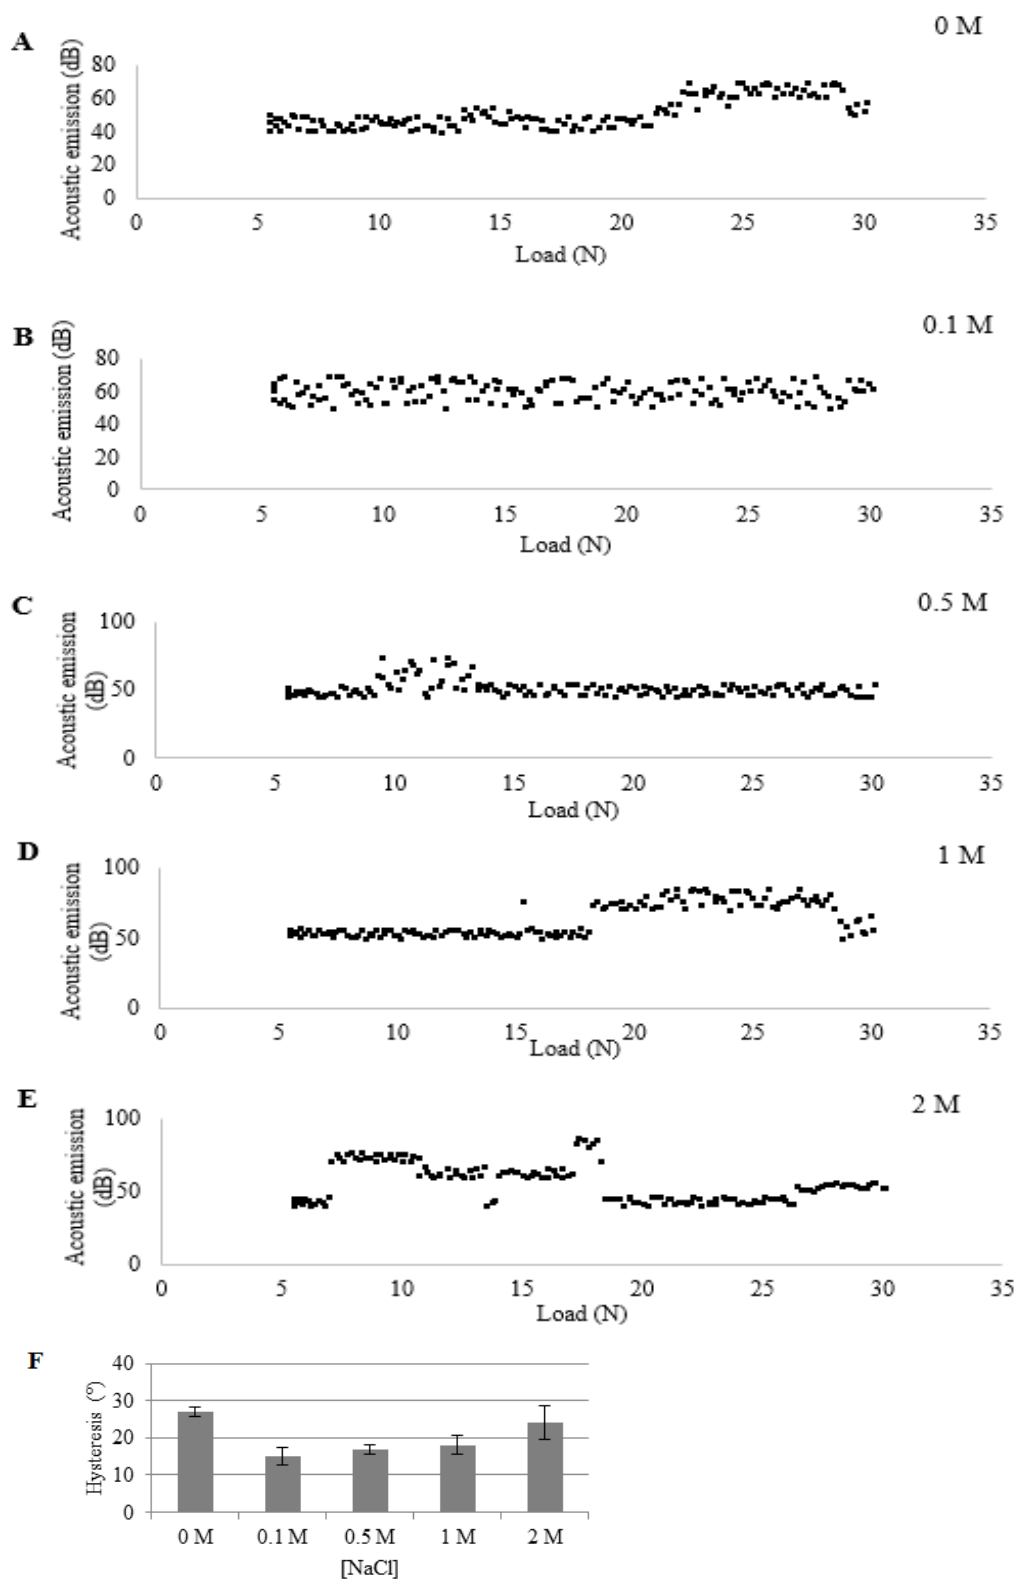 A
0 M
Acoustic emission (dB)
80
60
40
20
0
0 5 10 15 20 25 30 35
Load (N)
B
0.1 M
Acoustic emission (dB)
80
60
40
20
0
0 5 10 15 20 25 30 35
Load (N)
C
0.5 M
Acoustic emission
(dB)
100
50
0
0 5 10 15 20 25 30 35
Load (N)
D
1 M
Acoustic emission
(dB)
100
50
0
0 5 10 15 20 25 30 35
Load (N)
E
2 M
Acoustic emission
(dB)
100
50
0
0 5 10 15 20 25 30 35
Load (N)
F
Hysteresis (°)
40
30
20
10
0
0 M 0.1 M 0.5 M 1 M 2 M
[NaCl]